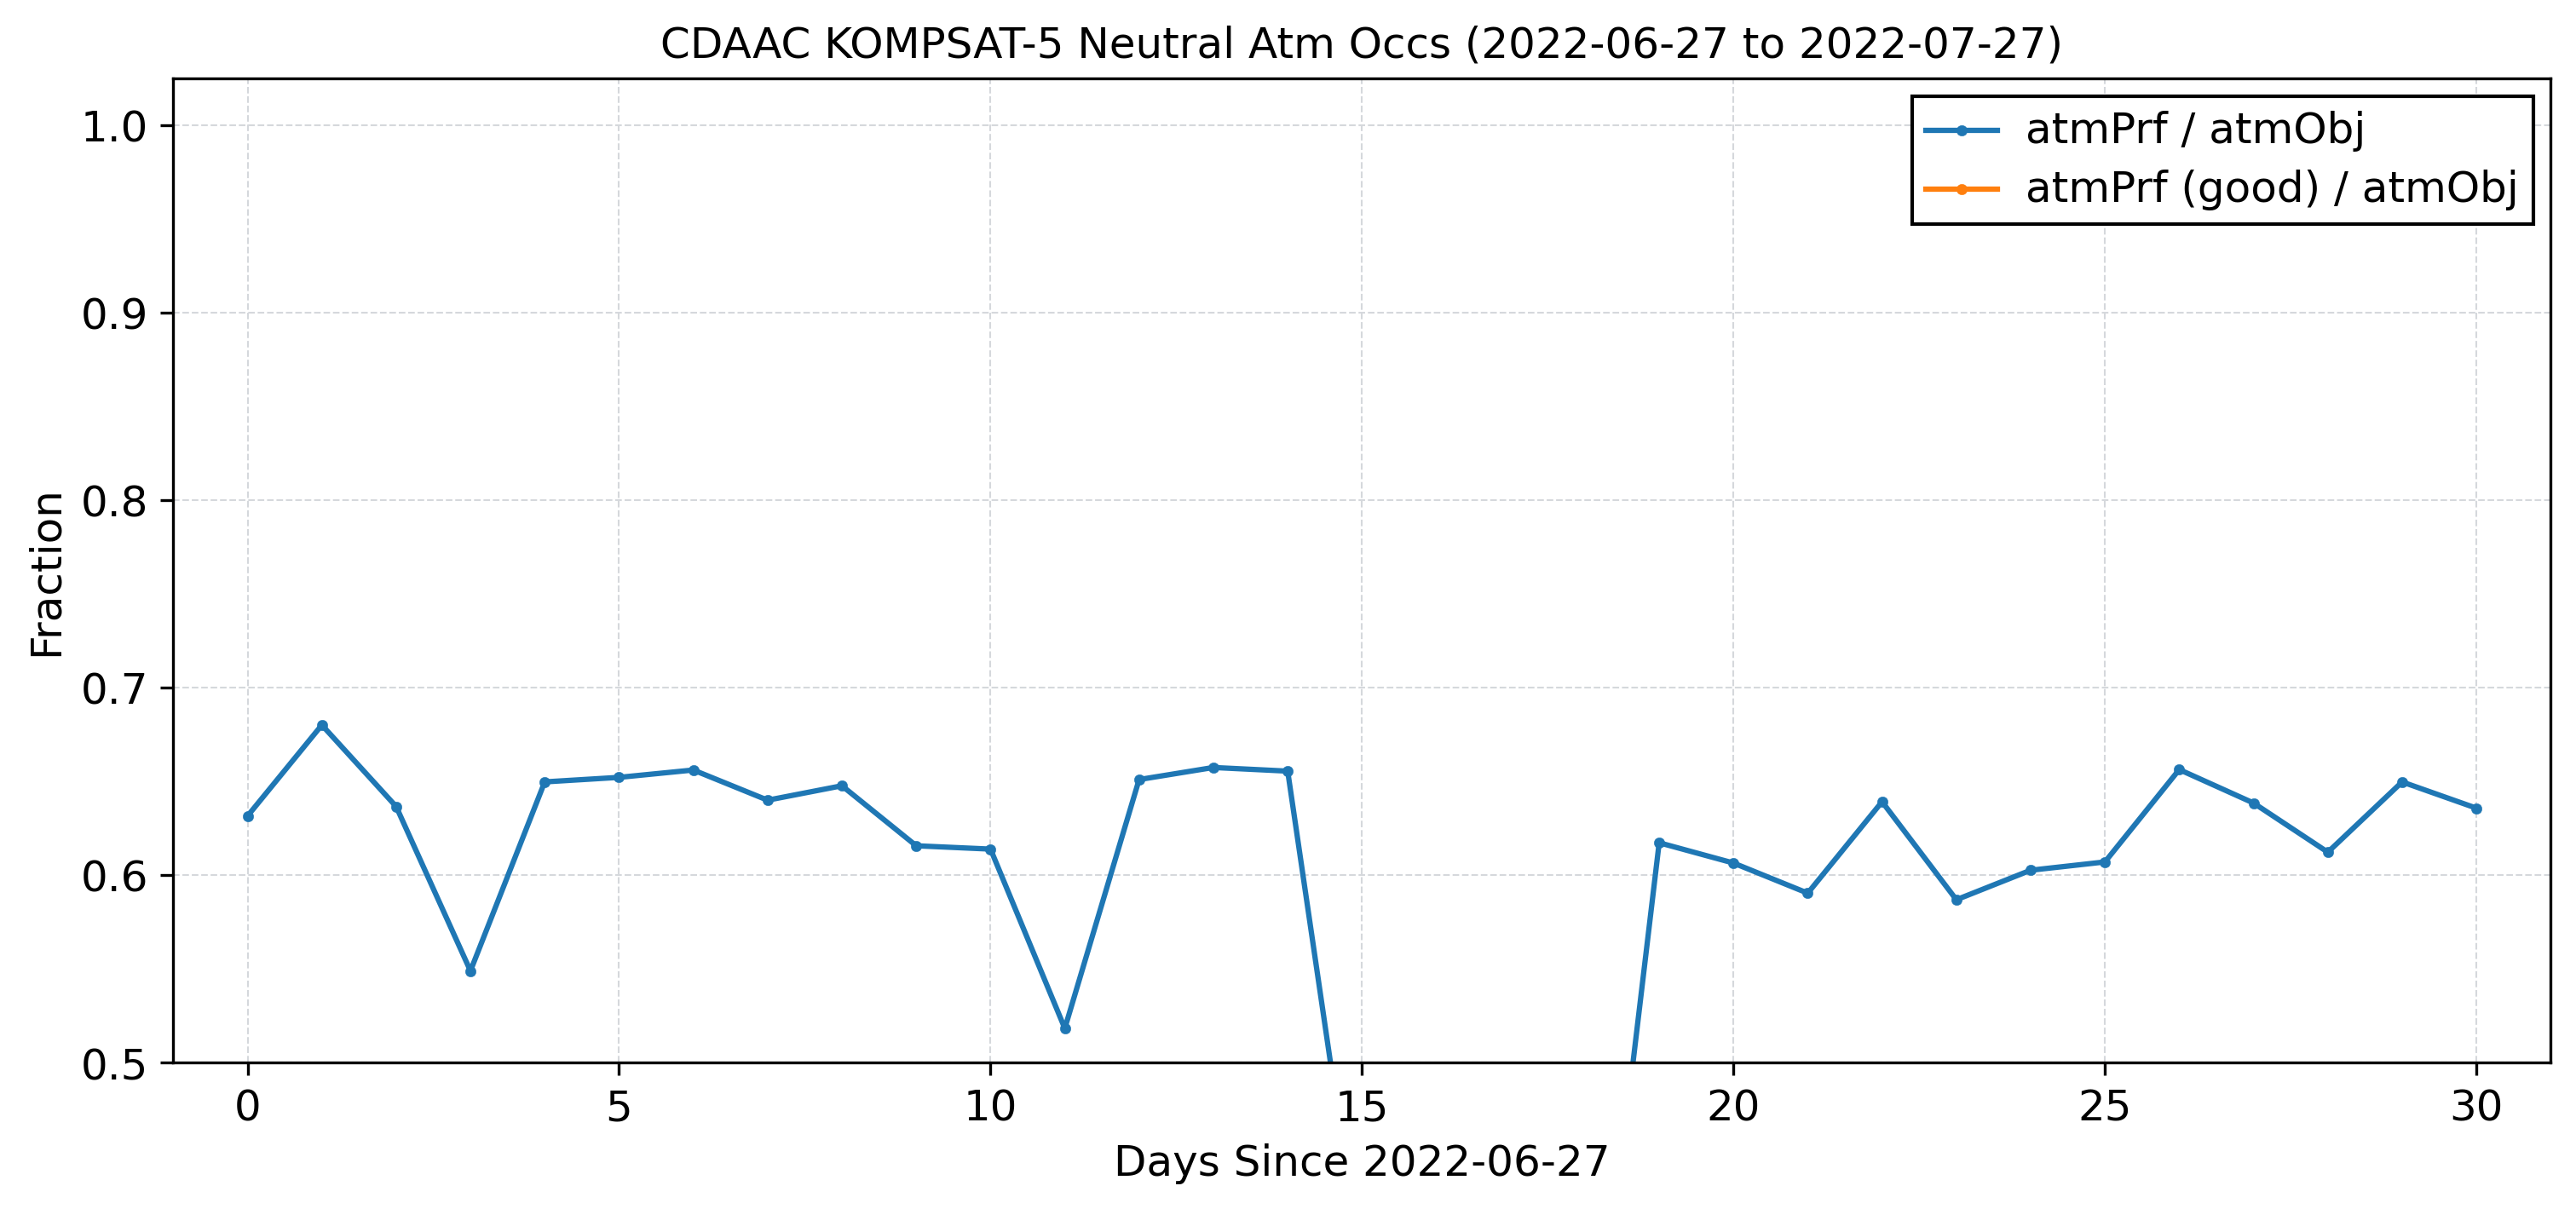 CDAAC KOMPSAT-5 Neutral Atm Occs (2022-06-27 to 2022-07-27)
atmPrf / atmObj
atmPrf (good) / atmObj
1.0
0.9
0.8
0.7
0.6
0.5
Fraction
0 5 10 15 20 25 30
Days Since 2022-06-27